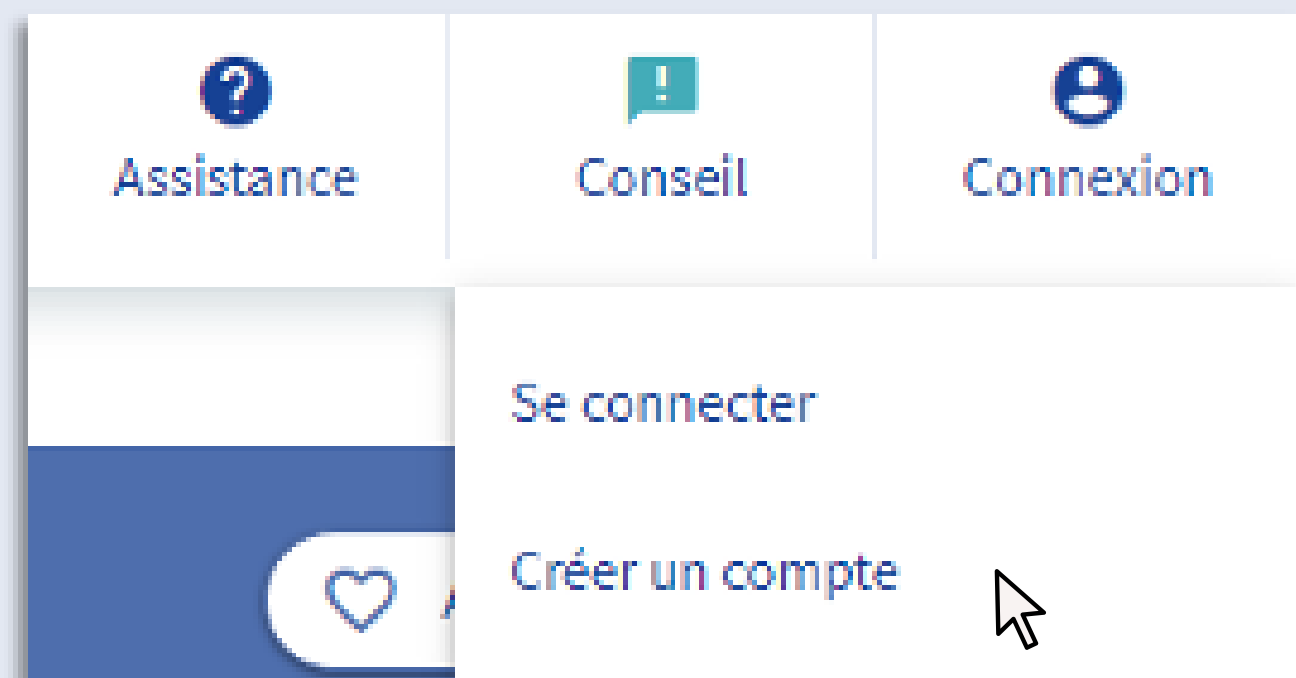 Assistance
Conseil
Connexion
Se connecter
Créer un compte